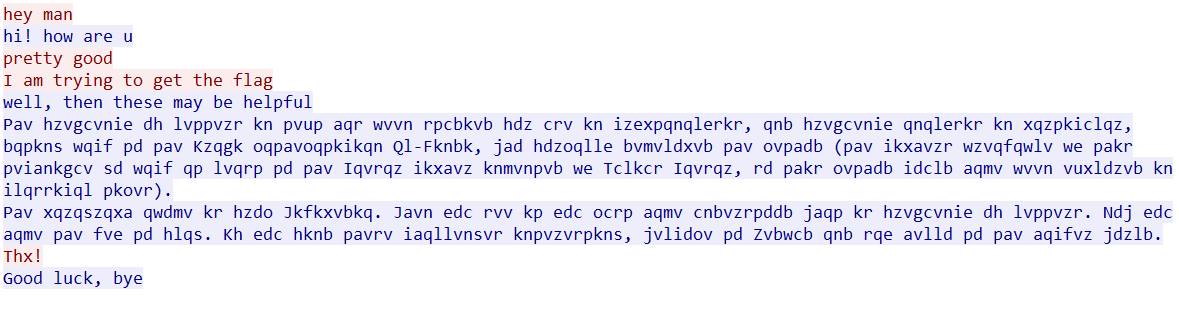 hey man
hi! how are u
pretty good
I am trying to get the flag
well, then these may be helpful
Pav hzvgcvnie dh lvppvzr kn pvup aqr wvvn rpcbkvb hdz crv kn izexpqnqlerkr, qnb hzvgcvnie qnqlerkr kn xqzpkiclqz,
bqpkns wqif pd pav Kzqgk oqpavoqpkikqn Ql-Fknbk, jad hdzoqlle bvmvldxvb pav ovpadb (pav ikxavzr wzvqfqwlv we pakr
pviankgcv sd wqif qp lvqrp pd pav Iqvrqz ikxavz knmvnpvb we Tclkcr Iqvrqz, rd pakr ovpadb idclb aqmv wvvn vuxldzvb kn
ilqrrkiql pkovr).
Pav xqzqszqxa qwdmv kr hzdo Jkfkxvbkq. Javn edc rvv kp edc ocrp aqmv cnbvzrpddb jaqp kr hzvgcvnie dh lvppvzr. Ndj edc
aqmv pav fve pd hlqs. Kh edc hknb pavrv iaqllvnsvr knpvzvrpkns, jvlidov pd Zvbwcb qnb rqe avlld pd pav aqifvz jdzlb.
Thx!
Good luck, bye